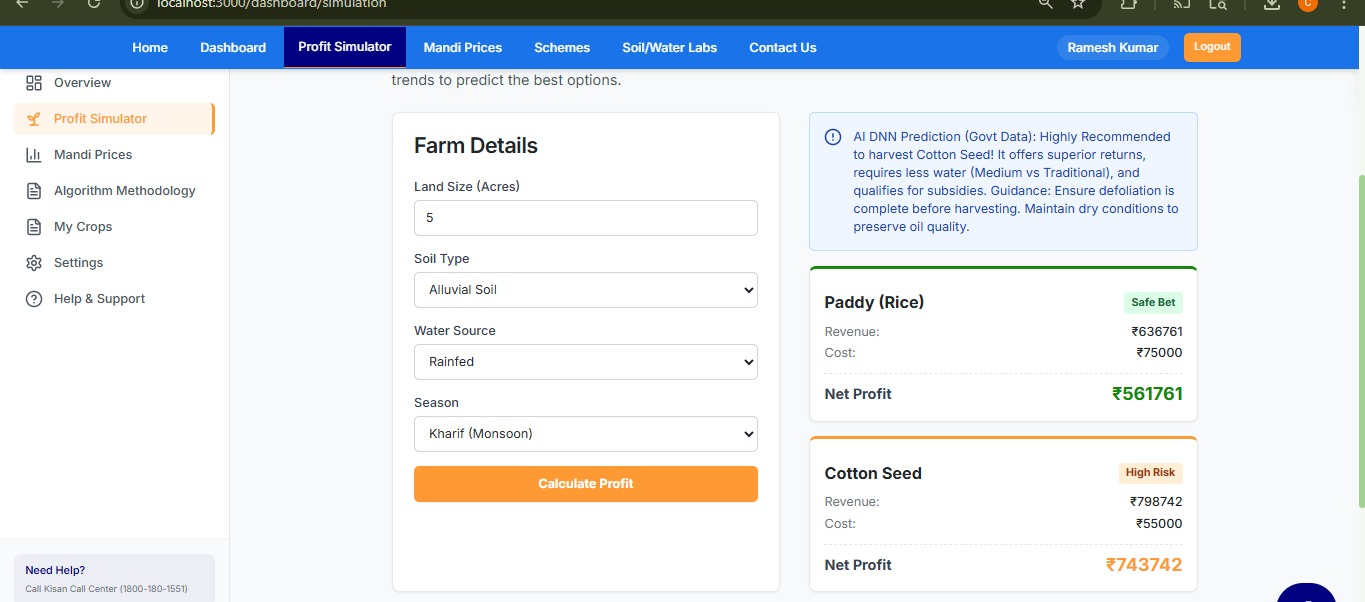 localhost:3000/dashboard/simulation
Home Dashboard Profit Simulator Mandi Prices Schemes Soil/Water Labs Contact Us Ramesh Kumar Logout
Overview
Profit Simulator
Mandi Prices
Algorithm Methodology
My Crops
Settings
Help & Support
Need Help?
Call Kisan Call Center (1800-180-1551)
trends to predict the best options.
Farm Details
Land Size (Acres)
5
Soil Type
Alluvial Soil
Water Source
Rainfed
Season
Kharif (Monsoon)
Calculate Profit
AI DNN Prediction (Govt Data): Highly Recommended
to harvest Cotton Seed! It offers superior returns,
requires less water (Medium vs Traditional), and
qualifies for subsidies. Guidance: Ensure defoliation is
complete before harvesting. Maintain dry conditions to
preserve oil quality.
Paddy (Rice) Safe Bet
Revenue: ₹636761
Cost: ₹75000
Net Profit ₹561761
Cotton Seed High Risk
Revenue: ₹798742
Cost: ₹55000
Net Profit ₹743742